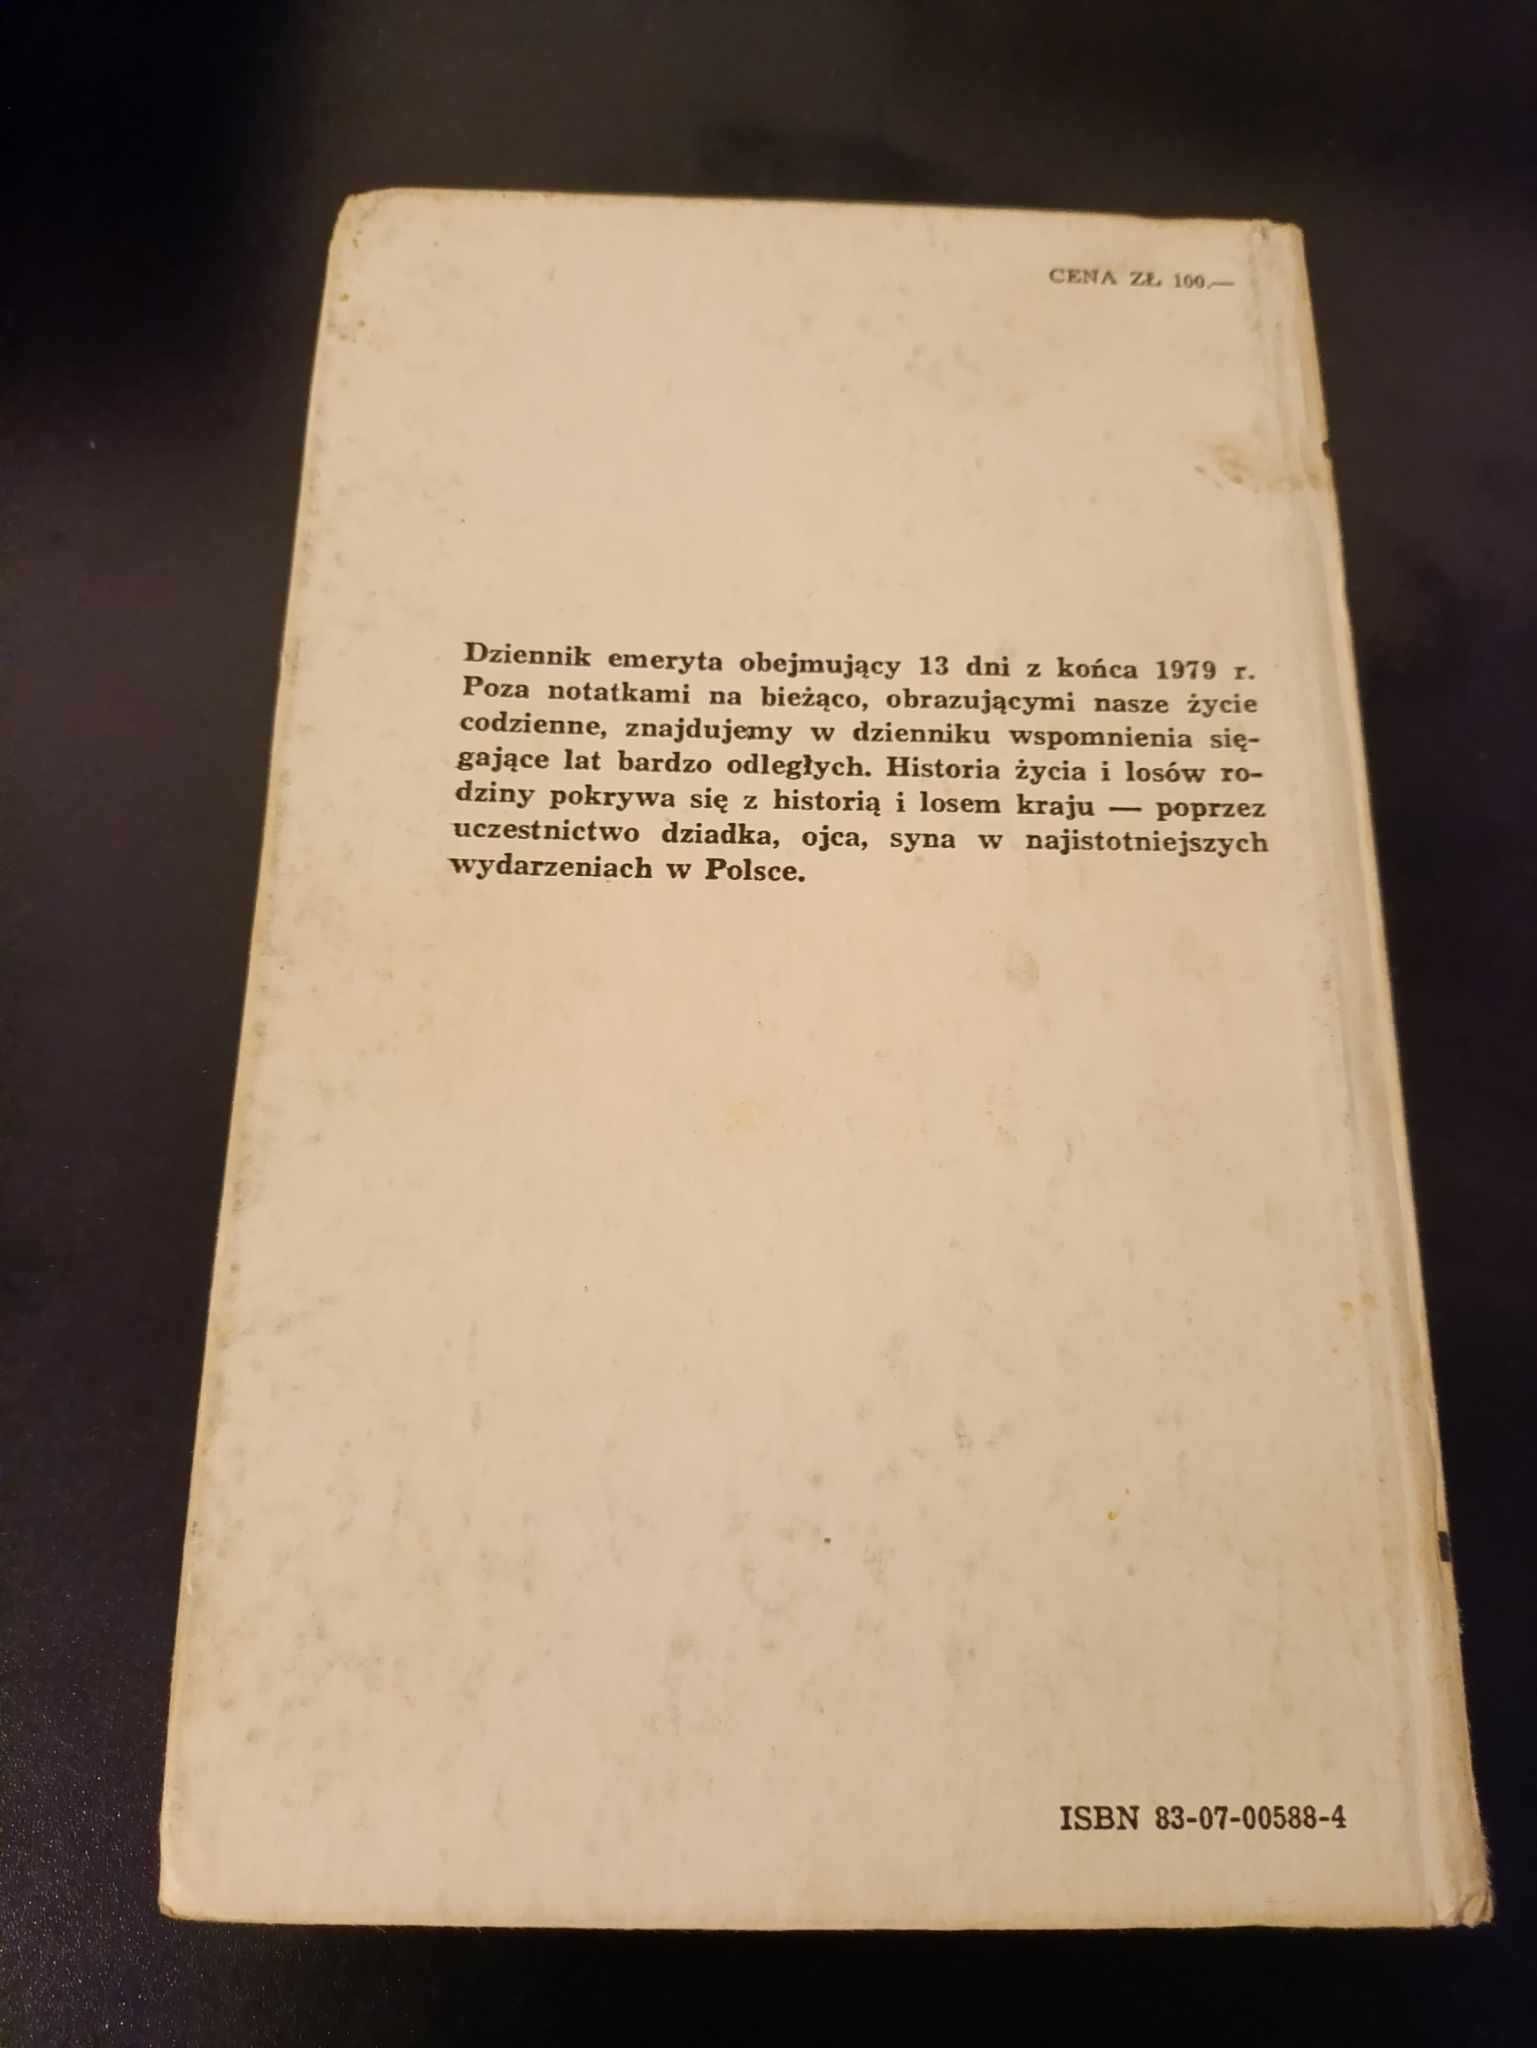 CENA ZŁ 100.—
Dziennik emeryta obejmujący 13 dni z końca 1979 r.
Poza notatkami na bieżąco, obrazującymi nasze życie
codzienne, znajdujemy w dzienniku wspomnienia się-
gające lat bardzo odległych. Historia życia i losów ro-
dziny pokrywa się z historią i losem kraju — poprzez
uczestnictwo dziadka, ojca, syna w najistotniejszych
wydarzeniach w Polsce.
ISBN 83-07-00588-4